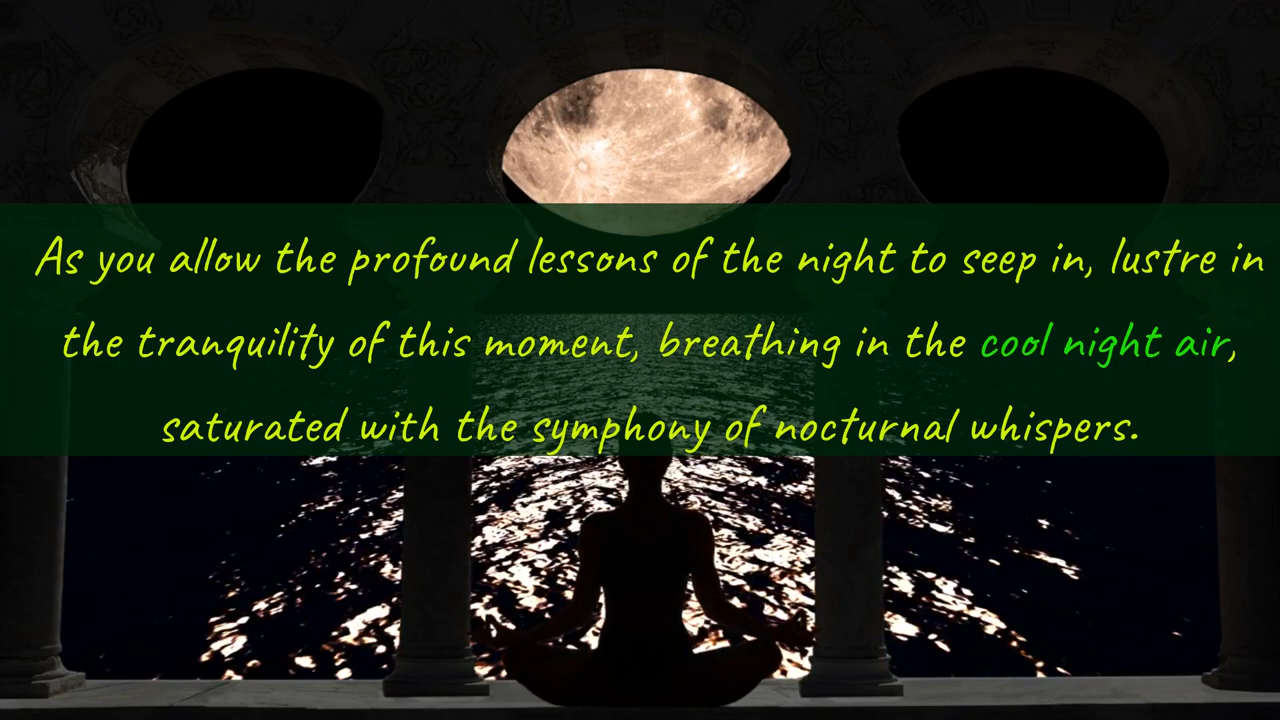 As you allow the profound lessons of the night to seep in, lustre in
the tranquility of this moment, breathing in the cool night air,
saturated with the symphony of nocturnal whispers.